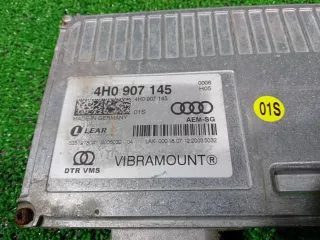 4H0 907 145
0006
4H0 907 145
H05
01S
MADE IN GERMANY
AEM-SG
LEAR
VIBRAMOUNT®
DTR VMS
01S